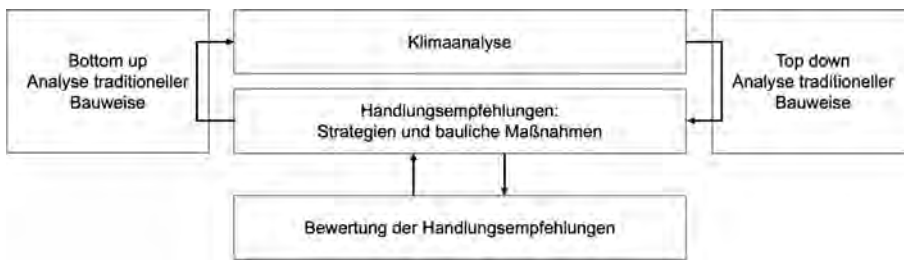 Bottom up
Analyse traditioneller
Bauweise
Klimaanalyse
Handlungsempfehlungen:
Strategien und bauliche Maßnahmen
Top down
Analyse traditioneller
Bauweise
Bewertung der Handlungsempfehlungen